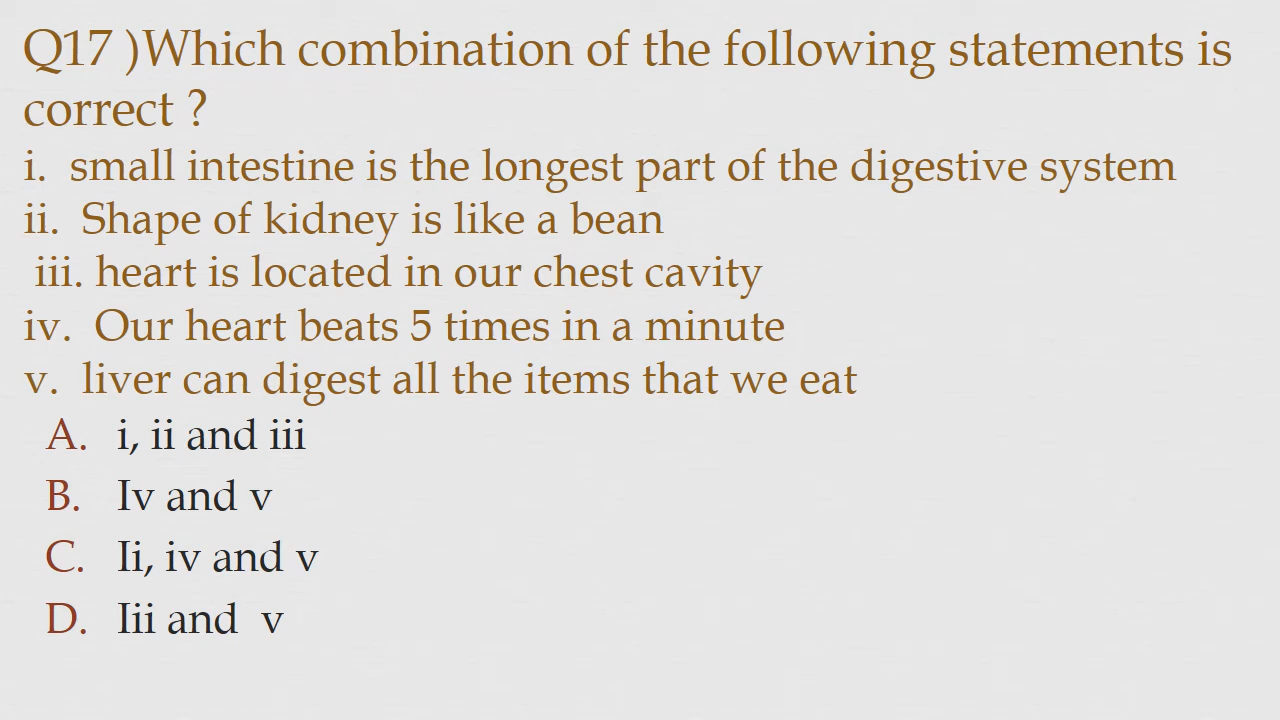 Q17 )Which combination of the following statements is
correct ?
i. small intestine is the longest part of the digestive system
ii. Shape of kidney is like a bean
iii. heart is located in our chest cavity
iv. Our heart beats 5 times in a minute
v. liver can digest all the items that we eat
A. i, ii and iii
B. Iv and v
C. Ii, iv and v
D. Iii and v